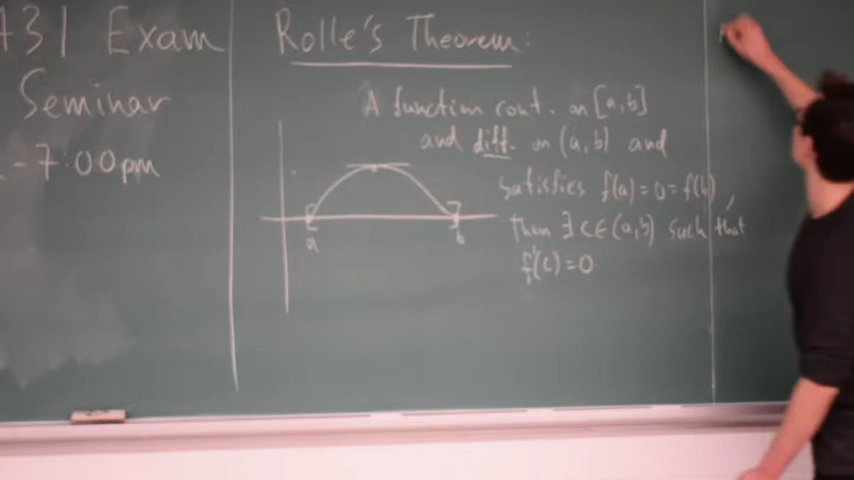 431 Exam
Seminar
- 7:00pm
Rolle's Theorem:
A function cont. on [a,b]
and diff. on (a,b) and
satisfies f(a)=0=f(b),
then ∃ c∈(a,b) such that
f'(c)=0
a
b